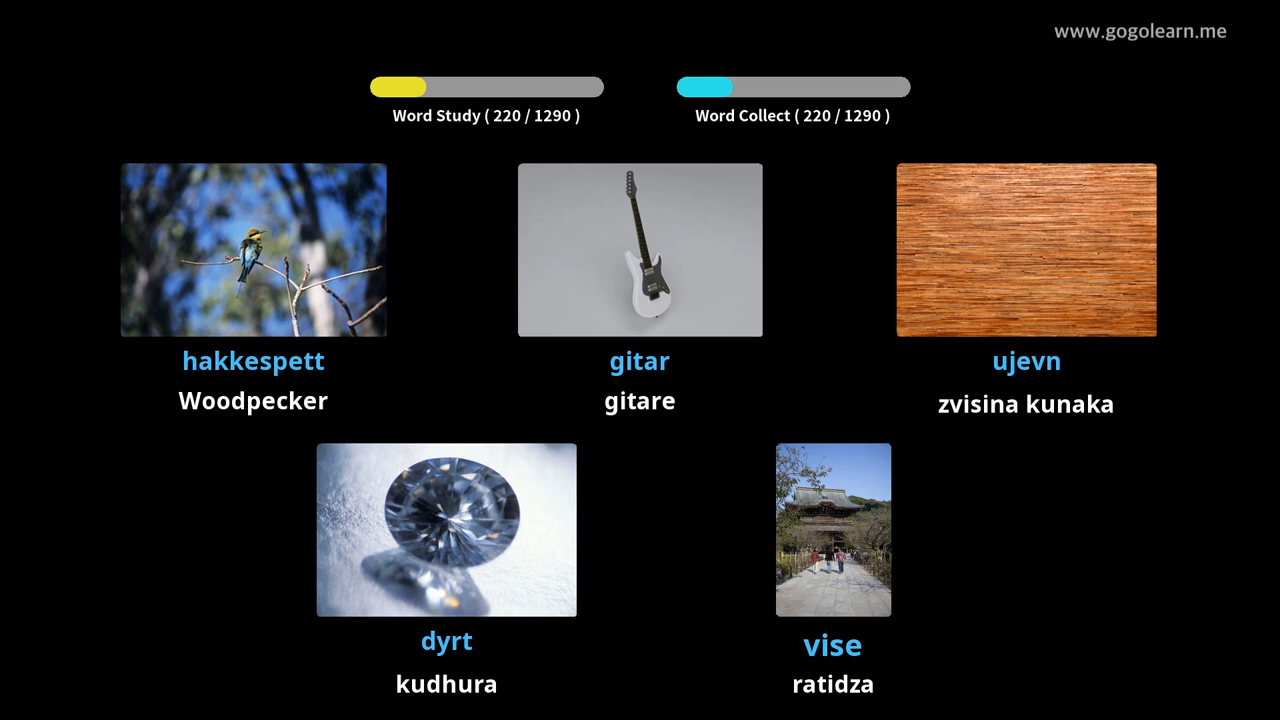 www.gogolearn.me
Word Study ( 220 / 1290 )
Word Collect ( 220 / 1290 )
hakkespett
Woodpecker
gitar
gitare
ujevn
zvisina kunaka
dyrt
kudhura
vise
ratidza